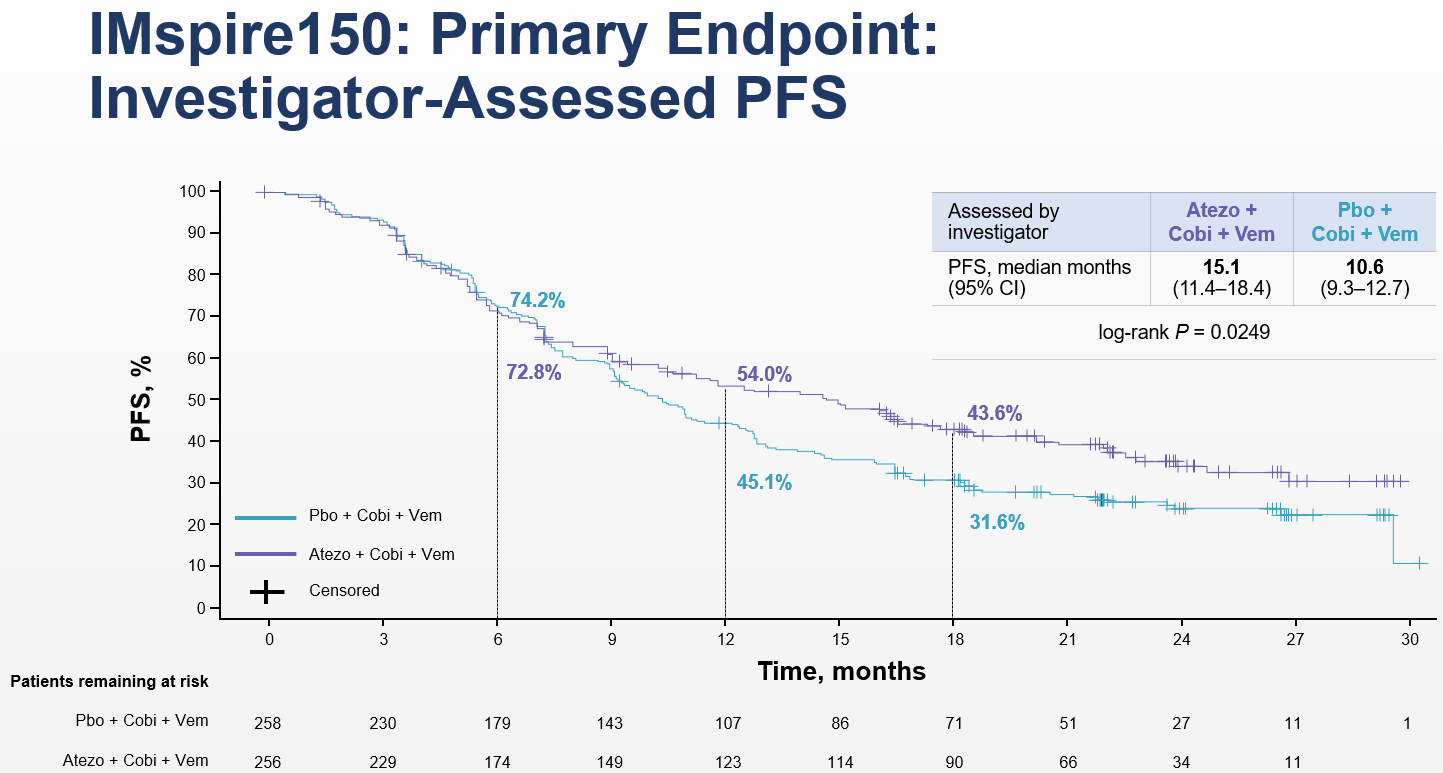 IMspire150: Primary Endpoint:
Investigator-Assessed PFS
Assessed by
investigator
Atezo +
Cobi + Vem
Pbo +
Cobi + Vem
PFS, median months
(95% CI)
15.1
(11.4–18.4)
10.6
(9.3–12.7)
log-rank P = 0.0249
PFS, %
100
90
80
70
60
50
40
30
20
10
0
74.2%
72.8%
54.0%
45.1%
43.6%
31.6%
Pbo + Cobi + Vem
Atezo + Cobi + Vem
Censored
0 3 6 9 12 15 18 21 24 27 30
Time, months
Patients remaining at risk
Pbo + Cobi + Vem 258 230 179 143 107 86 71 51 27 11 1
Atezo + Cobi + Vem 256 229 174 149 123 114 90 66 34 11